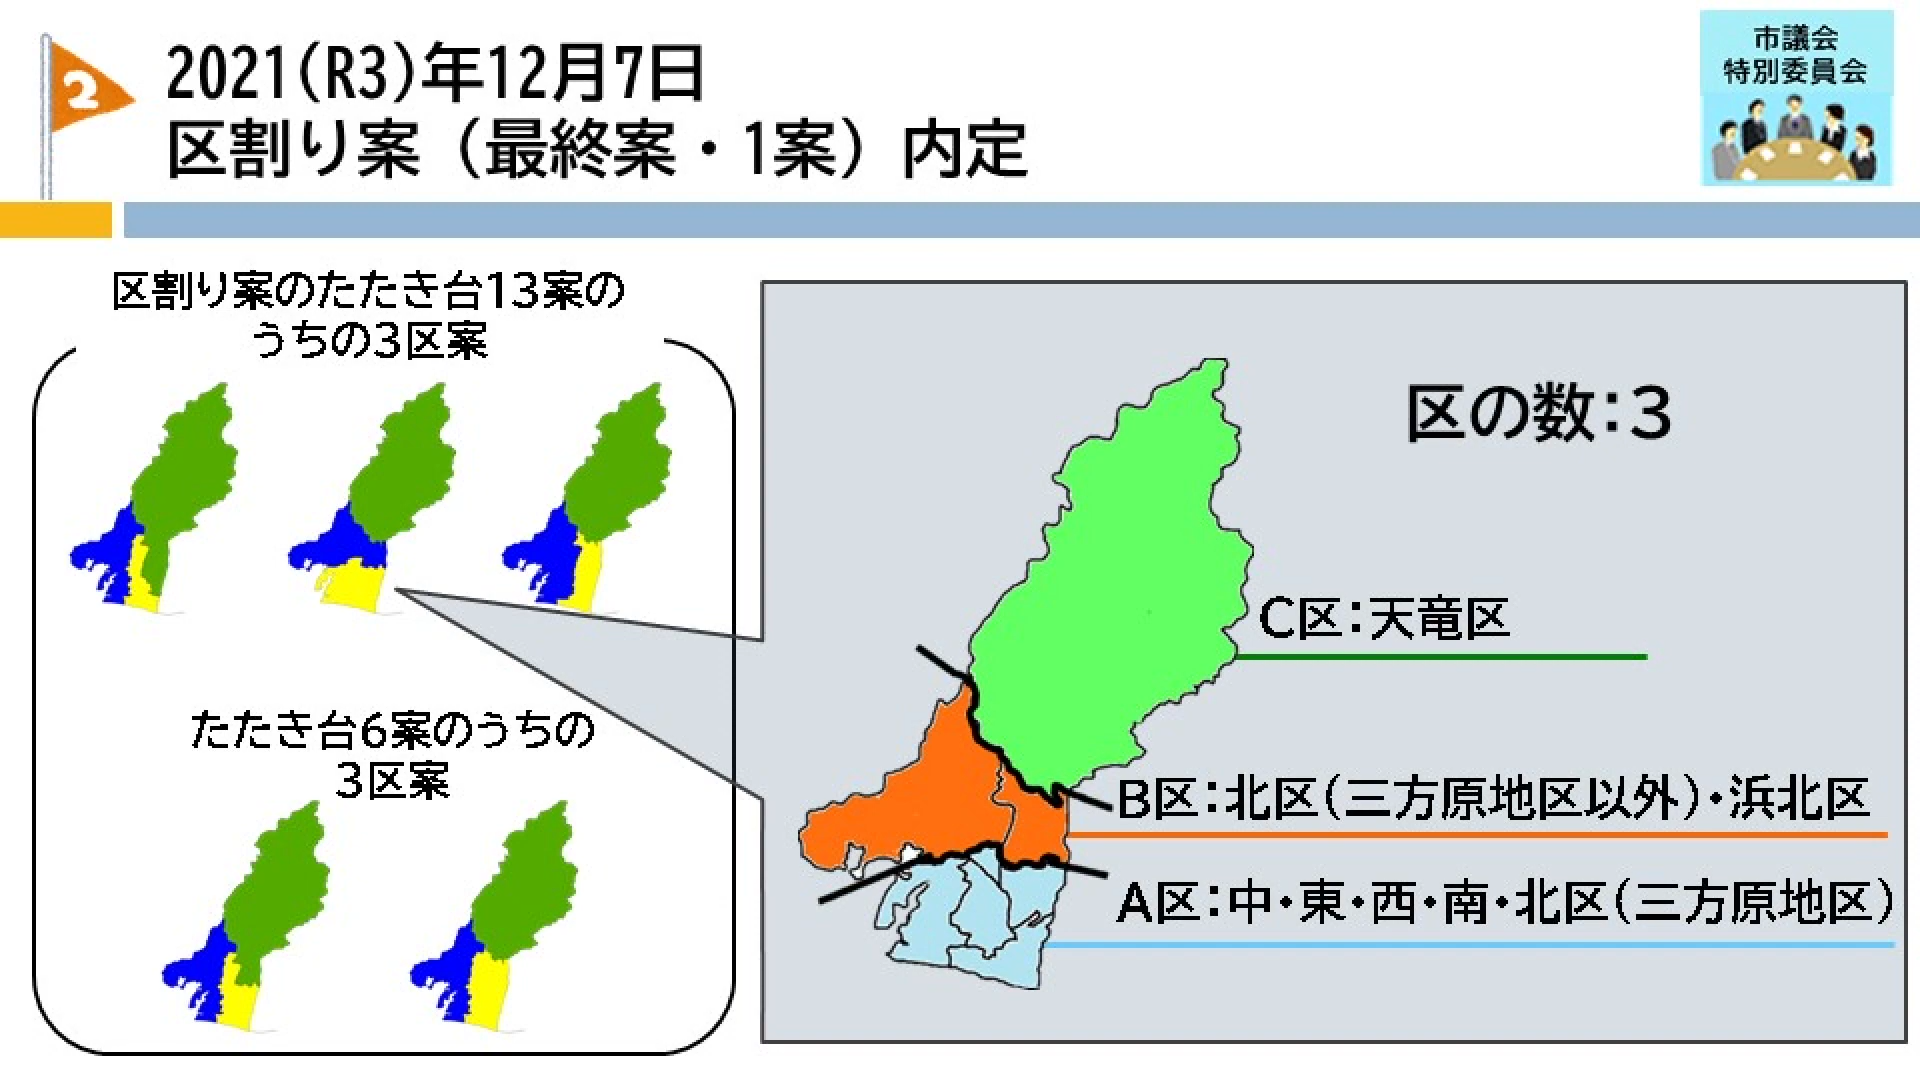 2
2021(R3)年12月7日
区割り案（最終案・1案）内定
市議会
特別委員会
区割り案のたたき台13案の
うちの3区案
たたき台6案のうちの
3区案
区の数：3
C区：天竜区
B区：北区（三方原地区以外）・浜北区
A区：中・東・西・南・北区（三方原地区）